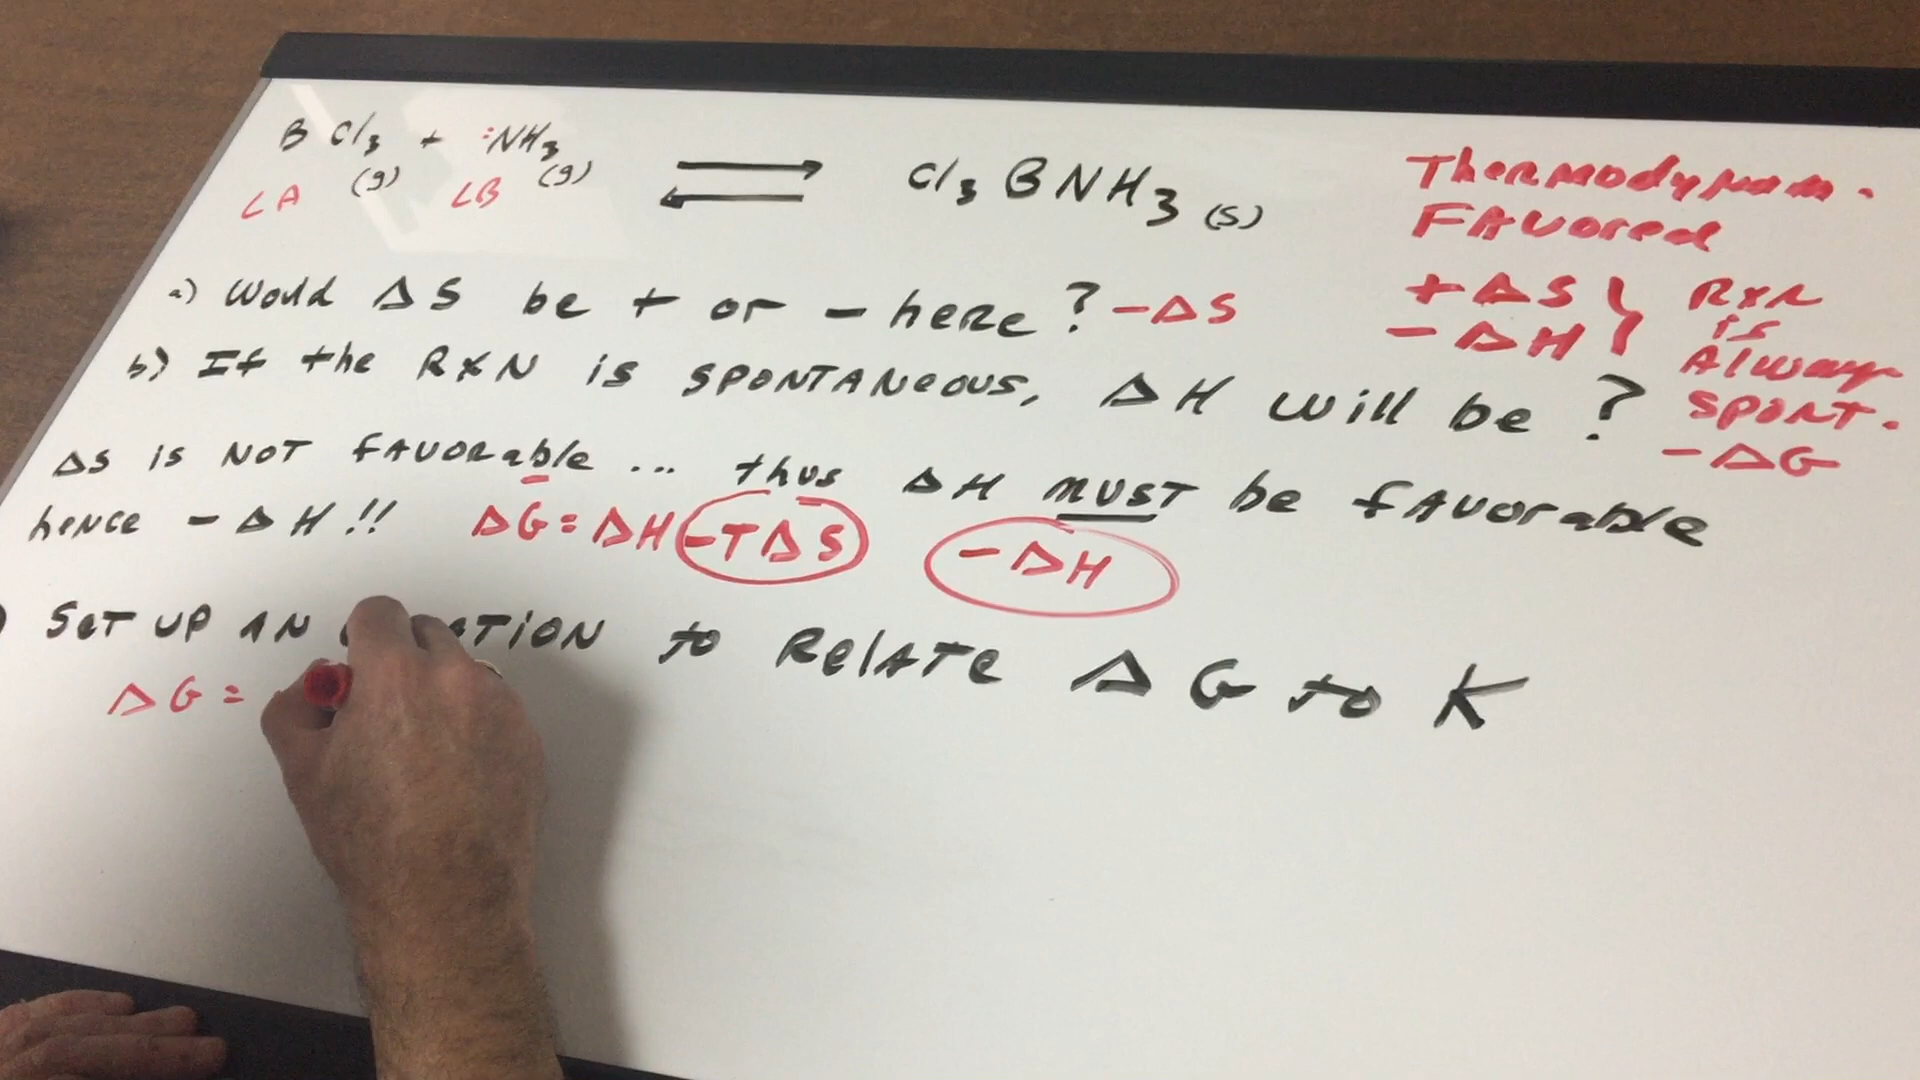 BCl3 + :NH3 ⇌ Cl3BNH3 (s)
(g) (g)
LA LB
Thermodynam.
FAVored
+ΔS } RXN
-ΔH } is
Always
SPONT.
-ΔG
a) Would ΔS be + or - here? -ΔS
b) If the RXN is SPONTANeous, ΔH will be ?
ΔS is NOT fAVORable ... thus ΔH MUST be fAVorable
hence -ΔH!! ΔG=ΔH-TΔS -ΔH
) SeT UP AN TO RelATe ΔG to K
ΔG=